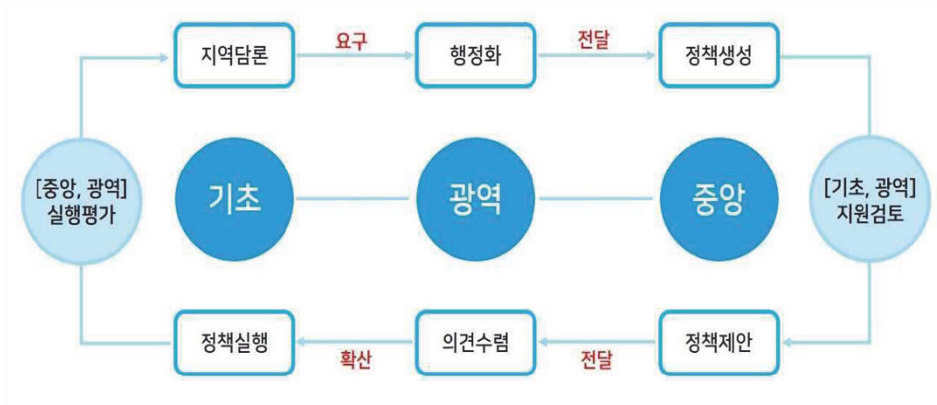 지역담론
요구
행정화
전달
정책생성
[중앙, 광역]
실행평가
기초
광역
중앙
[기초, 광역]
지원검토
정책실행
확산
의견수렴
전달
정책제안